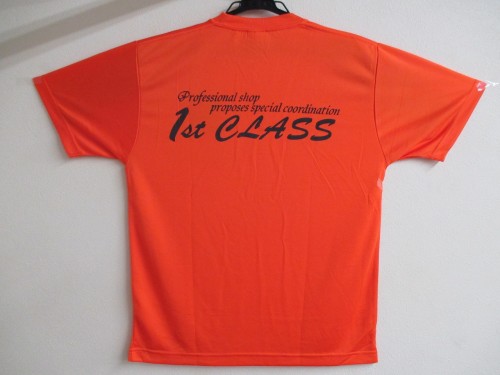 Professional shop
proposes special coordination
1st CLASS